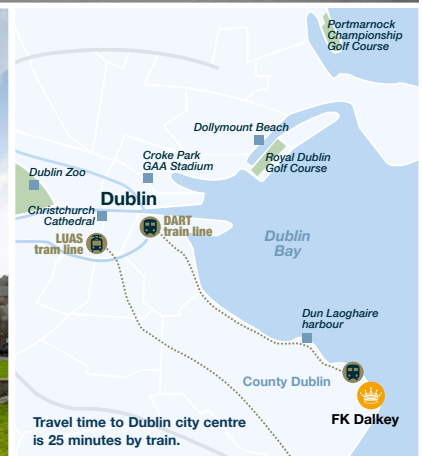 Portmarnock
Championship
Golf Course
Dollymount Beach
Croke Park
GAA Stadium
Royal Dublin
Golf Course
Dublin Zoo
Dublin
Christchurch
Cathedral
DART
train line
LUAS
tram line
Dublin
Bay
Dun Laoghaire
harbour
County Dublin
FK Dalkey
Travel time to Dublin city centre
is 25 minutes by train.